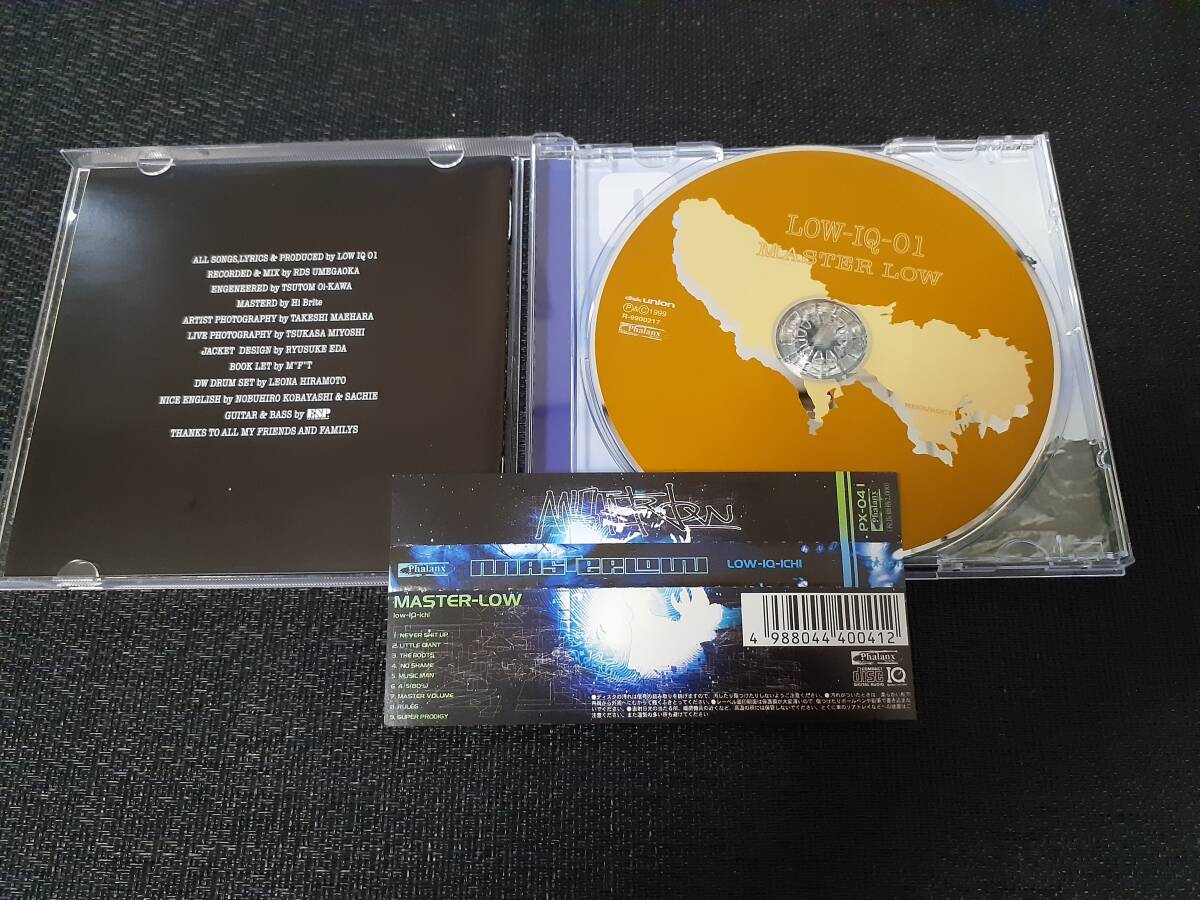 ALL SONGS,LYRICS & PRODUCED by LOW IQ 01
RECORDED & MIX by RDS UMEGAOKA
ENGENEERED by TSUTOM OI-KAWA
MASTERD by Hi Brite
ARTIST PHOTOGRAPHY by TAKESHI MAEHARA
LIVE PHOTOGRAPHY by TSUKASA MIYOSHI
JACKET DESIGN by RYUSUKE EDA
BOOK LET by M"F"T
DW DRUM SET by LEONA HIRAMOTO
NICE ENGLISH by NOBUHIRO KOBAYASHI & SACHIE
GUITAR & BASS by ESP
THANKS TO ALL MY FRIENDS AND FAMILYS
LOW-IQ-01
MASTER LOW
disk union
ⓅⒸ1999
R-9900217
Phalanx
PX-041
Phalanx
Phalanx
LOW-IQ-ICHI
MASTER-LOW
low-IQ-ichi
1. NEVER SHIT UP
2. LITTLE GIANT
3. THE BOOTS
4. NO SHAME
5. MUSIC MAN
7. MASTER VOLUME
8. RULES
9. SUPER PRODIGY
4 988044 400412
Phalanx
COMPACT
DISC
DIGITAL AUDIO
IQ